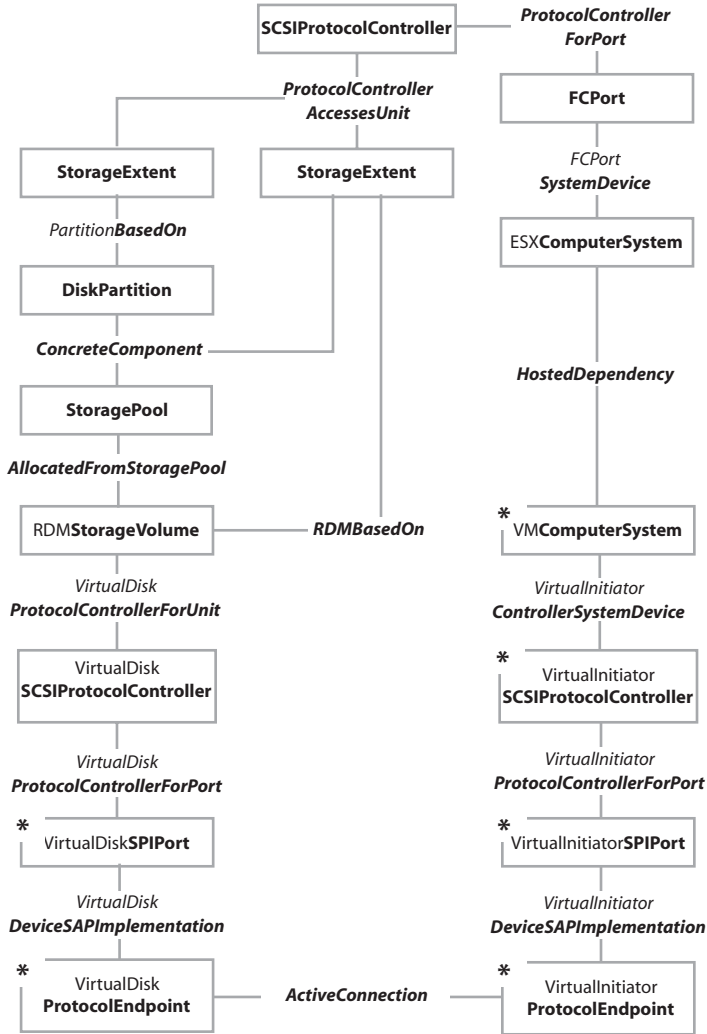 SCSIProtocolController
ProtocolController
ForPort
ProtocolController
AccessesUnit
FCPort
StorageExtent
StorageExtent
FCPort
SystemDevice
PartitionBasedOn
ESXComputerSystem
DiskPartition
ConcreteComponent
HostedDependency
StoragePool
AllocatedFromStoragePool
RDMStorageVolume
RDMBasedOn
*
VMComputerSystem
VirtualDisk
ProtocolControllerForUnit
VirtualInitiator
ControllerSystemDevice
VirtualDisk
SCSIProtocolController
*
VirtualInitiator
SCSIProtocolController
VirtualDisk
ProtocolControllerForPort
VirtualInitiator
ProtocolControllerForPort
*
VirtualDiskSPIPort
*
VirtualInitiatorSPIPort
VirtualDisk
DeviceSAPImplementation
VirtualInitiator
DeviceSAPImplementation
*
VirtualDisk
ProtocolEndpoint
ActiveConnection
*
VirtualInitiator
ProtocolEndpoint